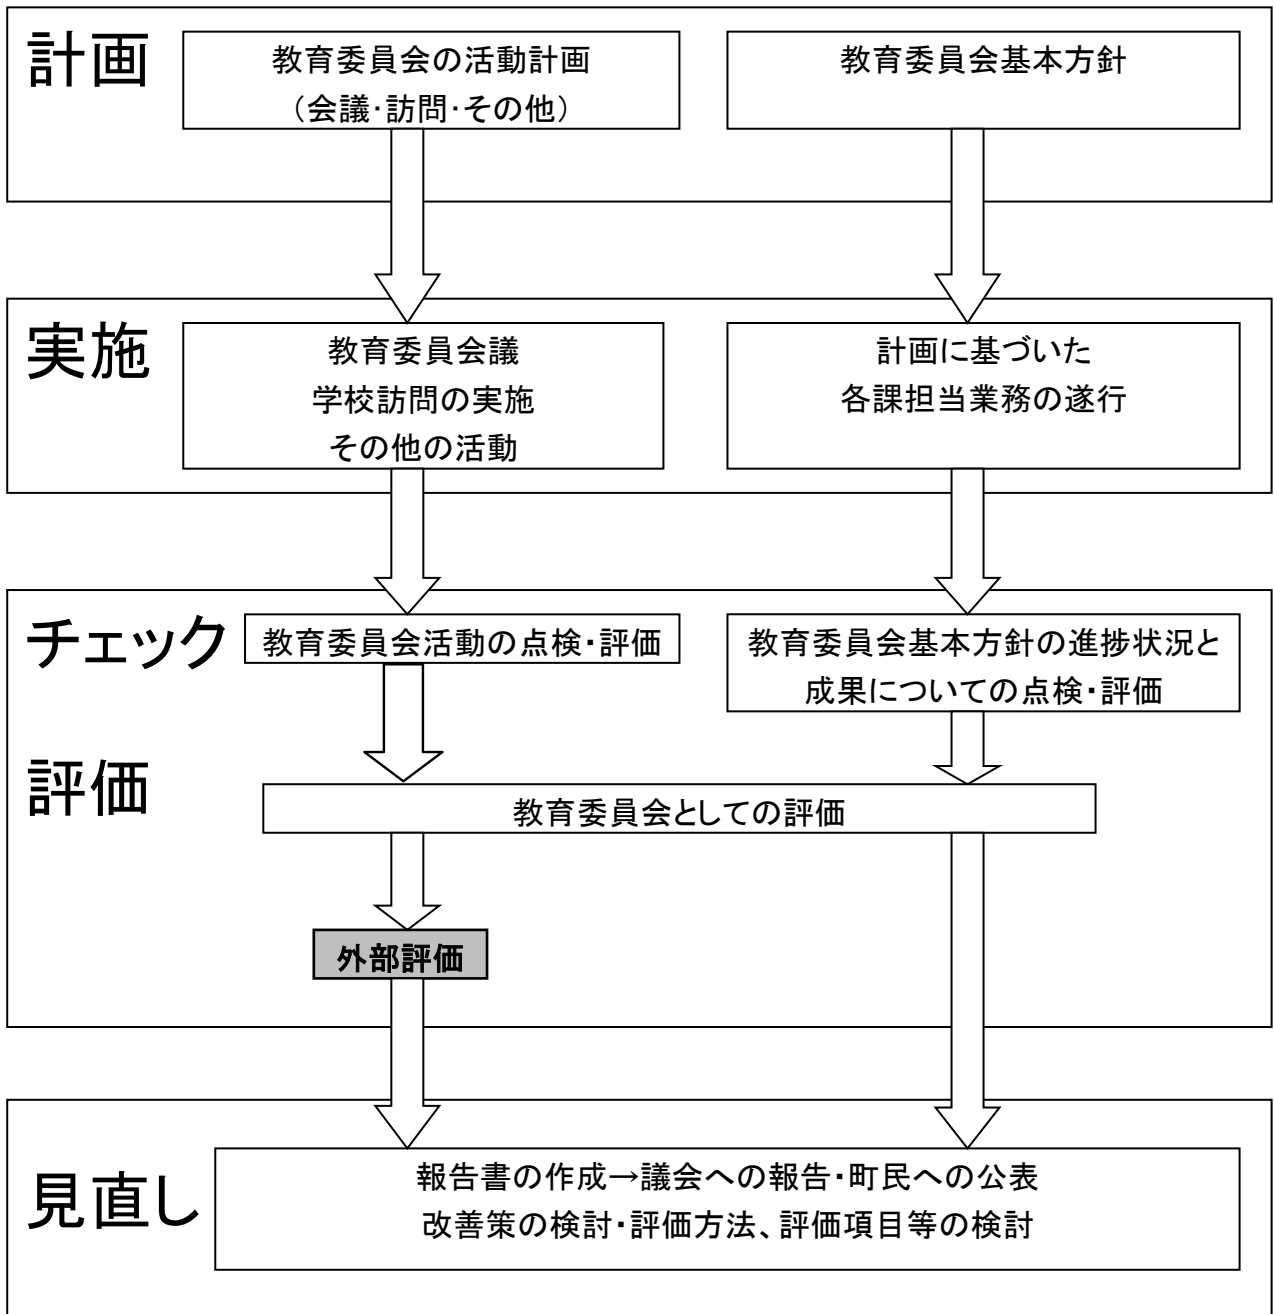 計画
教育委員会の活動計画
（会議・訪問・その他）
教育委員会基本方針
実施
教育委員会議
学校訪問の実施
その他の活動
計画に基づいた
各課担当業務の遂行
チェック
教育委員会活動の点検・評価
教育委員会基本方針の進捗状況と
成果についての点検・評価
評価
教育委員会としての評価
外部評価
見直し
報告書の作成→議会への報告・町民への公表
改善策の検討・評価方法、評価項目等の検討